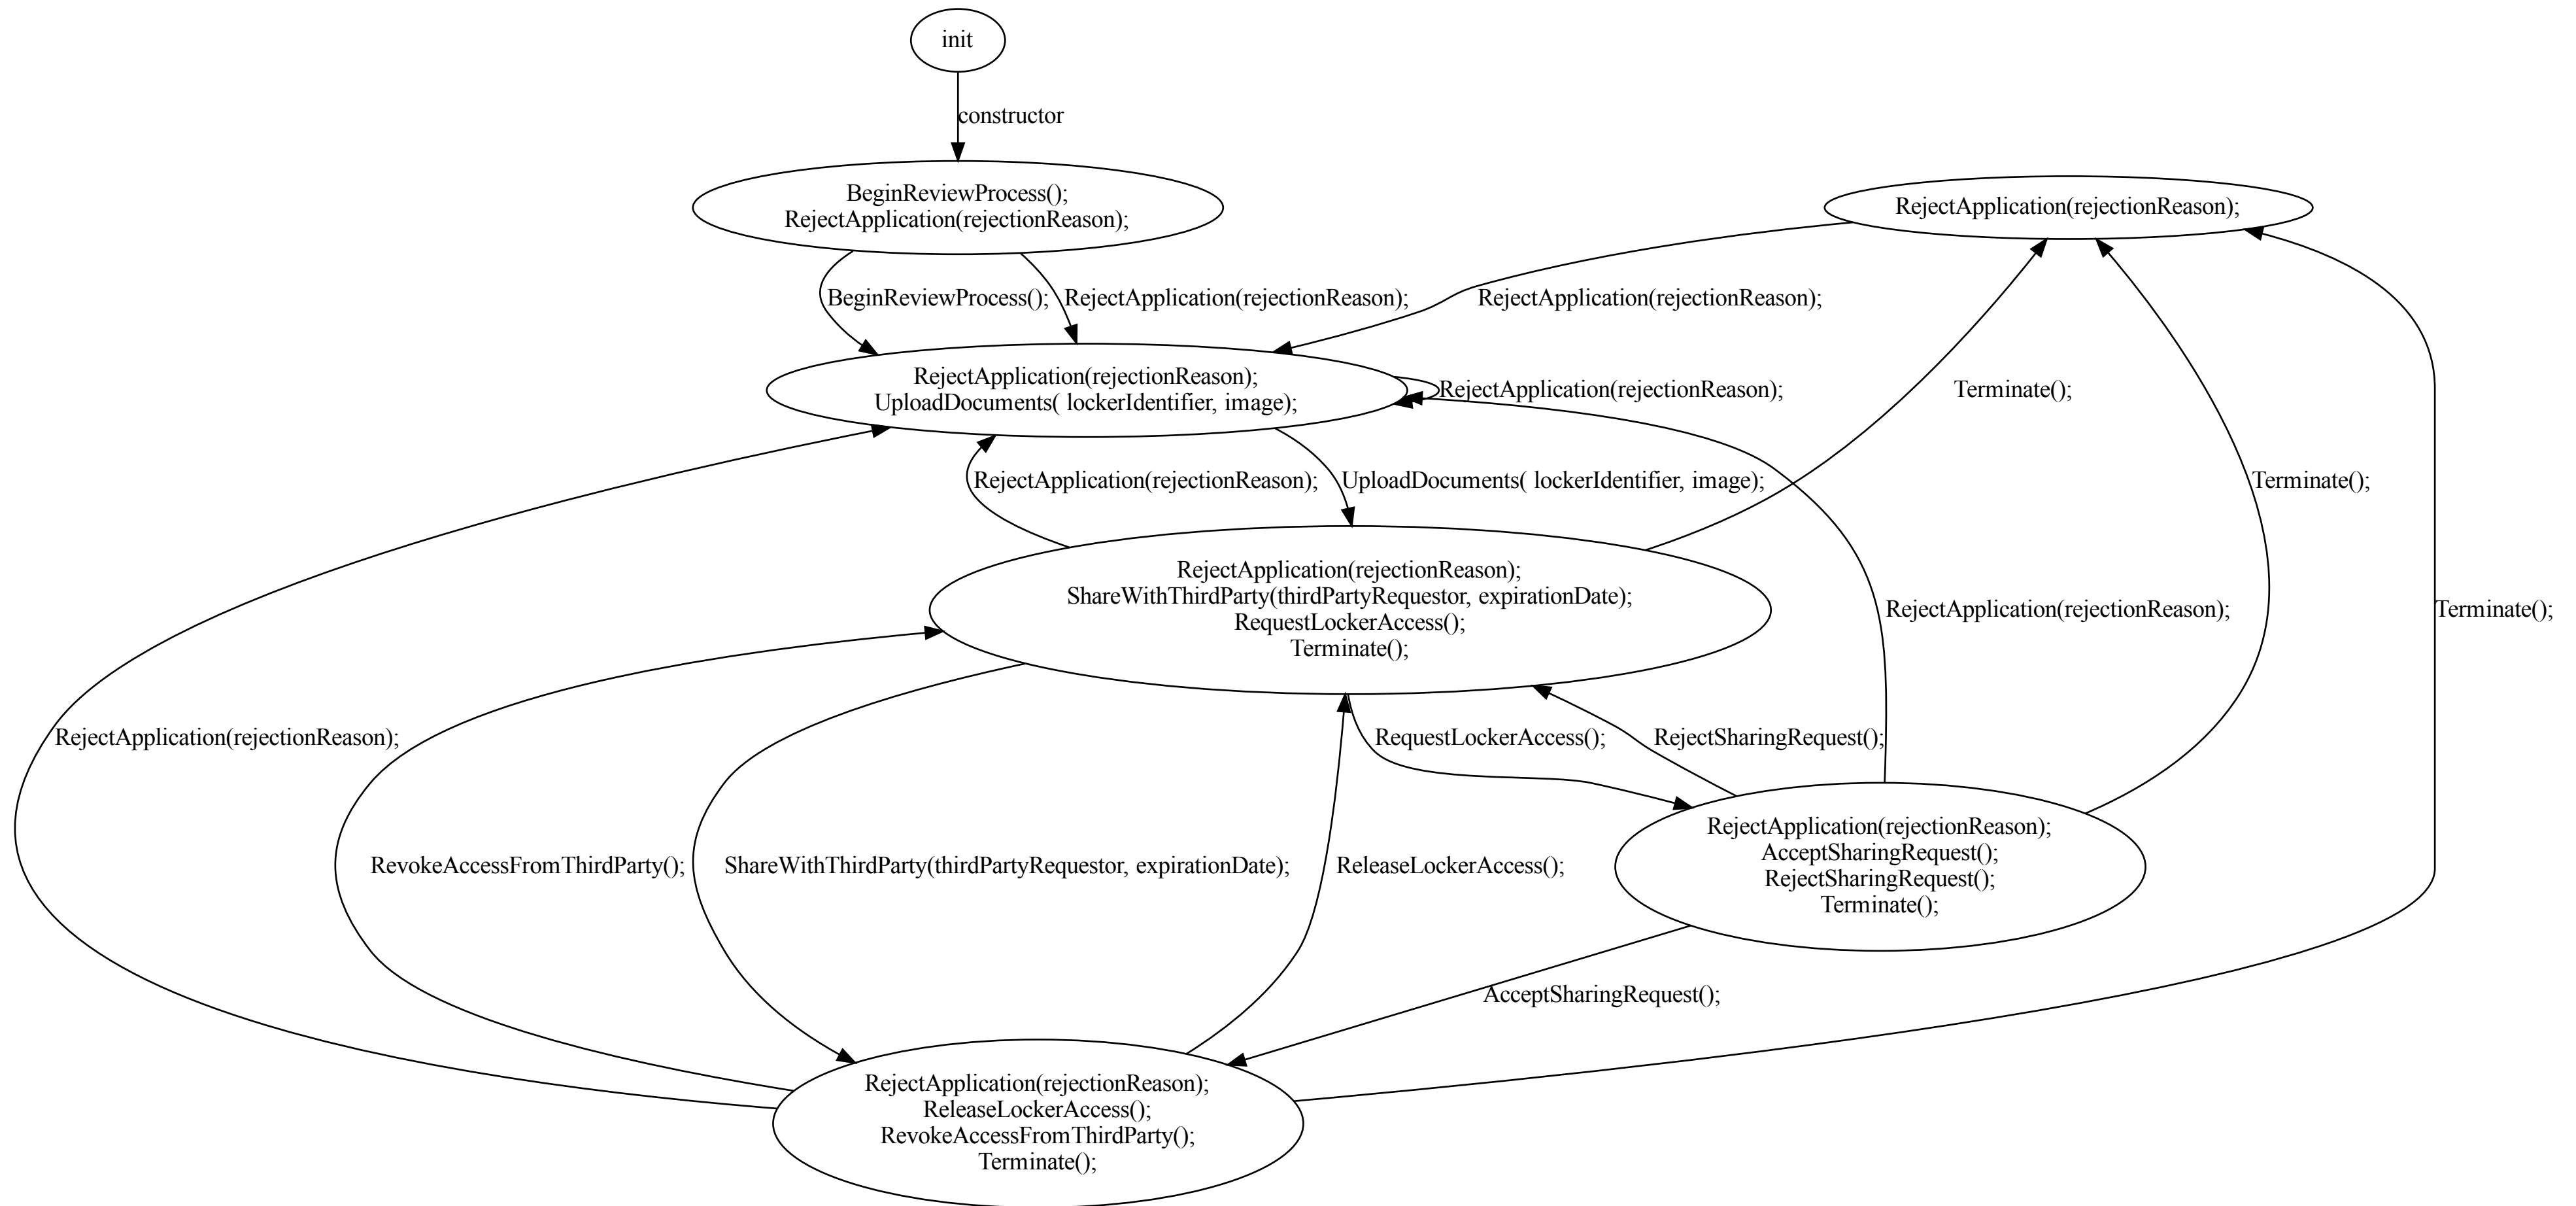 init
constructor
BeginReviewProcess();
RejectApplication(rejectionReason);
RejectApplication(rejectionReason);
BeginReviewProcess();
RejectApplication(rejectionReason);
RejectApplication(rejectionReason);
RejectApplication(rejectionReason);
UploadDocuments( lockerIdentifier, image);
RejectApplication(rejectionReason);
Terminate();
RejectApplication(rejectionReason);
UploadDocuments( lockerIdentifier, image);
Terminate();
RejectApplication(rejectionReason);
ShareWithThirdParty(thirdPartyRequestor, expirationDate);
RequestLockerAccess();
Terminate();
RejectApplication(rejectionReason);
Terminate();
RejectApplication(rejectionReason);
RequestLockerAccess();
RejectSharingRequest();
RevokeAccessFromThirdParty();
ShareWithThirdParty(thirdPartyRequestor, expirationDate);
ReleaseLockerAccess();
RejectApplication(rejectionReason);
AcceptSharingRequest();
RejectSharingRequest();
Terminate();
AcceptSharingRequest();
RejectApplication(rejectionReason);
ReleaseLockerAccess();
RevokeAccessFromThirdParty();
Terminate();